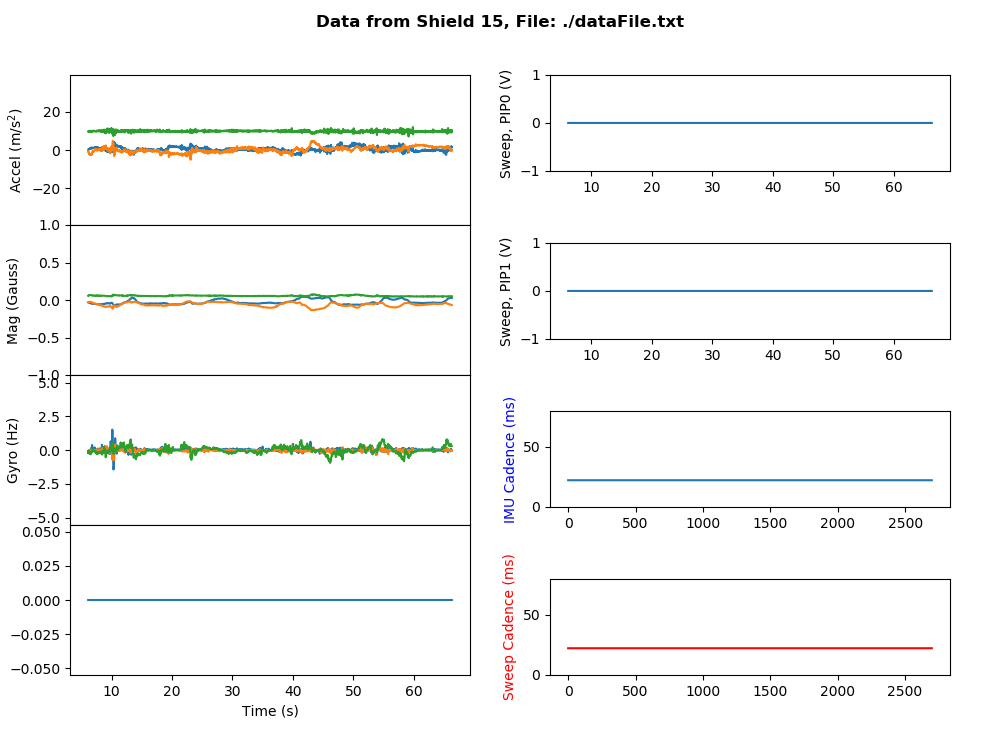 Data from Shield 15, File: ./dataFile.txt
Accel (m/s²)
20
0
−20
Mag (Gauss)
1.0
0.5
0.0
−0.5
−1.0
Gyro (Hz)
5.0
2.5
0.0
−2.5
−5.0
0.050
0.025
0.000
−0.025
−0.050
10 20 30 40 50 60
Time (s)
Sweep, PIP0 (V)
1
0
−1
10 20 30 40 50 60
Sweep, PIP1 (V)
1
0
−1
10 20 30 40 50 60
IMU Cadence (ms)
50
0
0 500 1000 1500 2000 2500
Sweep Cadence (ms)
50
0
0 500 1000 1500 2000 2500